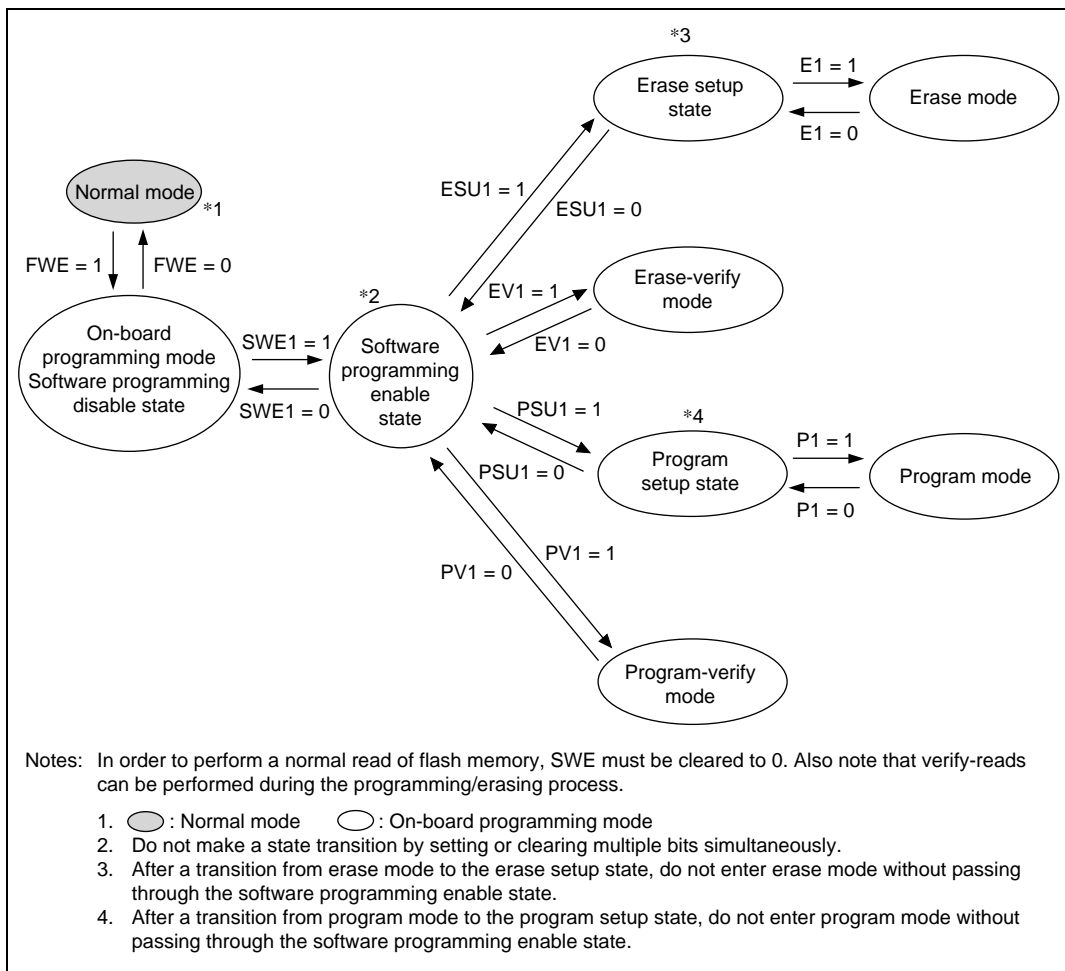 *3
Erase setup
state
E1 = 1
E1 = 0
Erase mode
Normal mode
*1
ESU1 = 1
ESU1 = 0
FWE = 1
FWE = 0
Erase-verify
mode
EV1 = 1
EV1 = 0
*2
On-board
programming mode
Software programming
disable state
SWE1 = 1
SWE1 = 0
Software
programming
enable
state
PSU1 = 1
PSU1 = 0
*4
Program
setup state
P1 = 1
P1 = 0
Program mode
PV1 = 1
PV1 = 0
Program-verify
mode
Notes: In order to perform a normal read of flash memory, SWE must be cleared to 0. Also note that verify-reads
can be performed during the programming/erasing process.
1. : Normal mode : On-board programming mode
2. Do not make a state transition by setting or clearing multiple bits simultaneously.
3. After a transition from erase mode to the erase setup state, do not enter erase mode without passing
through the software programming enable state.
4. After a transition from program mode to the program setup state, do not enter program mode without
passing through the software programming enable state.